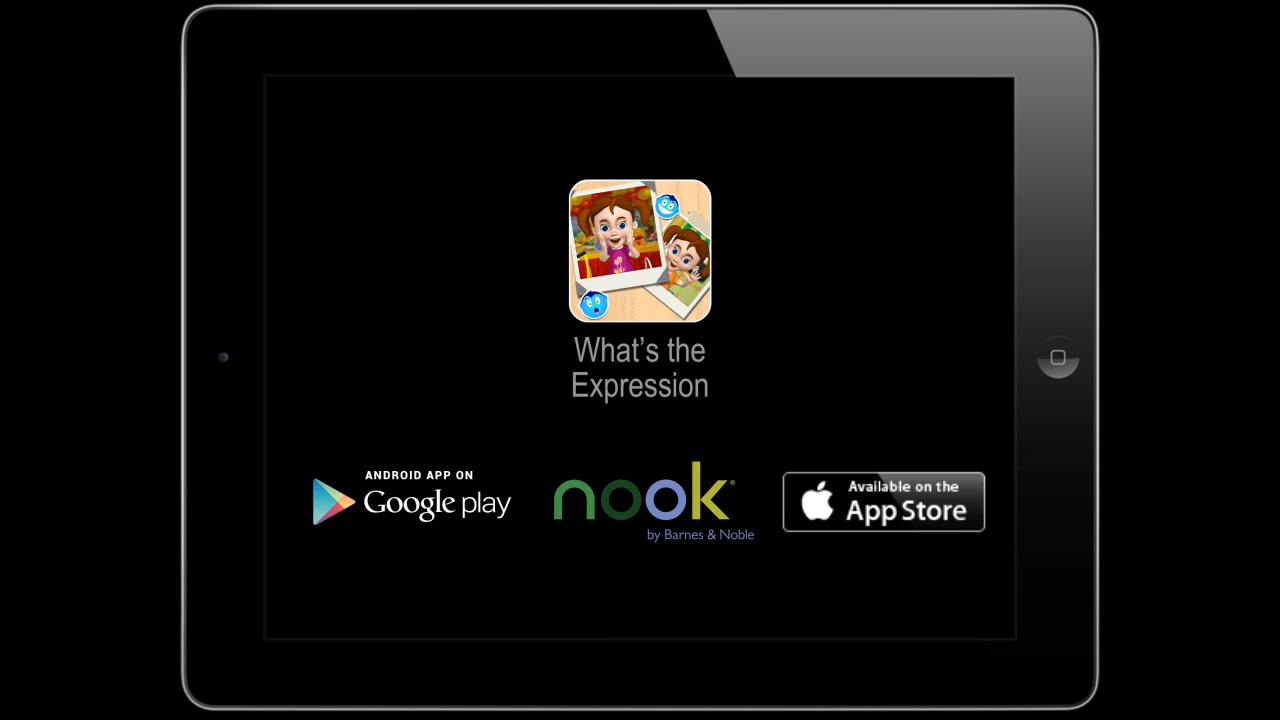 What's the
Expression
ANDROID APP ON
Google play
nook®
by Barnes & Noble
Available on the
App Store